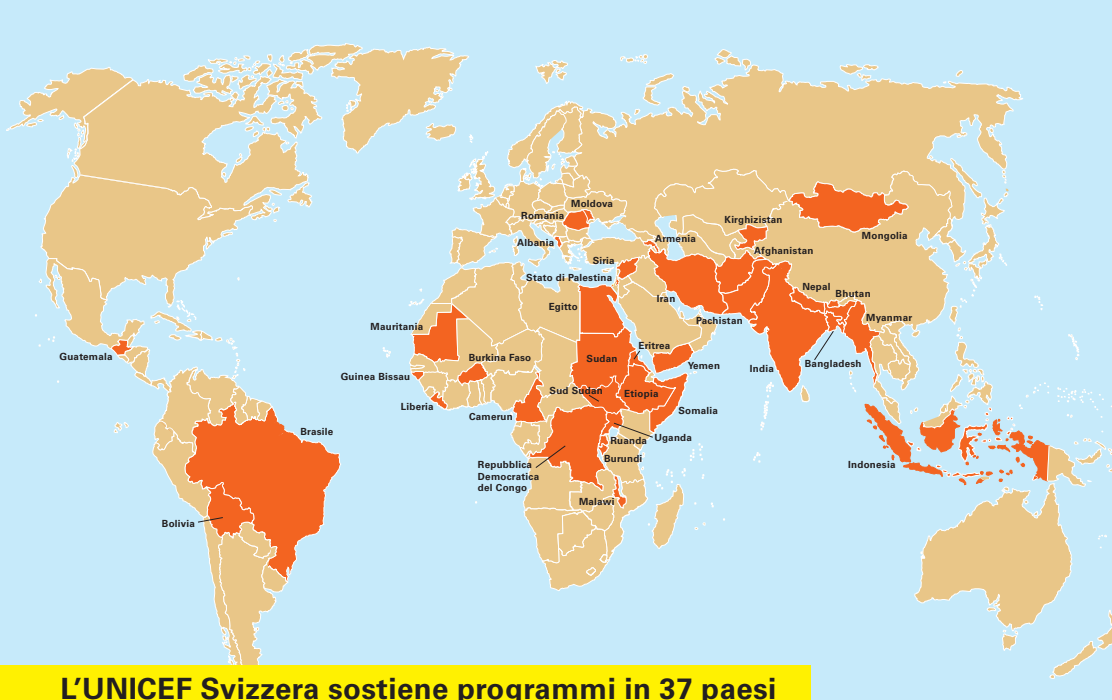 Moldova
Romania
Kirghizistan
Albania
Armenia
Mongolia
Afghanistan
Siria
Stato di Palestina
Nepal
Bhutan
Iran
Egitto
Pachistan
Myanmar
Mauritania
Eritrea
Guatemala
Burkina Faso
Sudan
Yemen
Bangladesh
India
Guinea Bissau
Sud Sudan
Etiopia
Liberia
Camerun
Somalia
Brasile
Uganda
Ruanda
Burundi
Repubblica
Democratica
del Congo
Indonesia
Malawi
Bolivia
L'UNICEF Svizzera sostiene programmi in 37 paesi